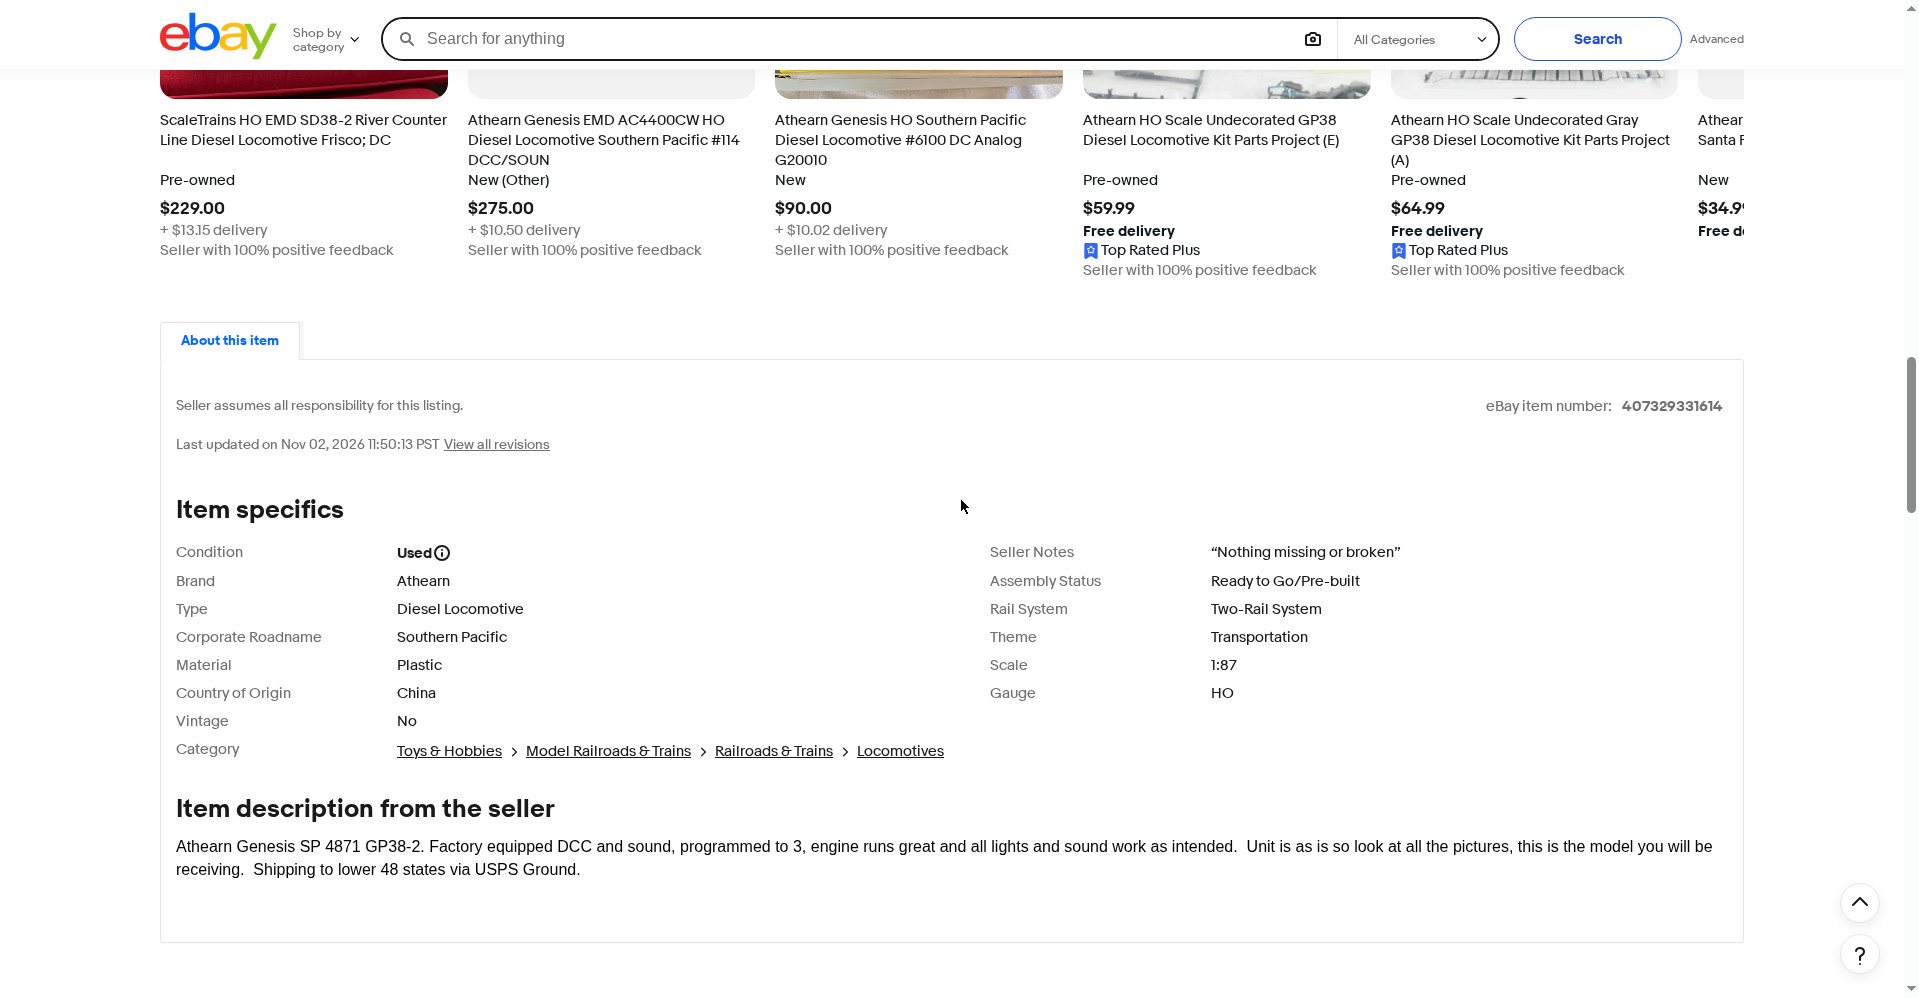 ebay
Shop by
category
Search for anything
All Categories
Search
Advanced
ScaleTrains HO EMD SD38-2 River Counter
Line Diesel Locomotive Frisco; DC
Pre-owned
$229.00
+ $13.15 delivery
Seller with 100% positive feedback
Athearn Genesis EMD AC4400CW HO
Diesel Locomotive Southern Pacific #114
DCC/SOUN
New (Other)
$275.00
+ $10.50 delivery
Seller with 100% positive feedback
Athearn Genesis HO Southern Pacific
Diesel Locomotive #6100 DC Analog
G20010
New
$90.00
+ $10.02 delivery
Seller with 100% positive feedback
Athearn HO Scale Undecorated GP38
Diesel Locomotive Kit Parts Project (E)
Pre-owned
$59.99
Free delivery
Top Rated Plus
Seller with 100% positive feedback
Athearn HO Scale Undecorated Gray
GP38 Diesel Locomotive Kit Parts Project
(A)
Pre-owned
$64.99
Free delivery
Top Rated Plus
Seller with 100% positive feedback
Athear
Santa F
New
$34.9
Free de
About this item
Seller assumes all responsibility for this listing.
eBay item number: 407329331614
Last updated on Nov 02, 2026 11:50:13 PST View all revisions
Item specifics
Condition Used
Seller Notes “Nothing missing or broken”
Brand Athearn
Assembly Status Ready to Go/Pre-built
Type Diesel Locomotive
Rail System Two-Rail System
Corporate Roadname Southern Pacific
Theme Transportation
Material Plastic
Scale 1:87
Country of Origin China
Gauge HO
Vintage No
Category Toys & Hobbies > Model Railroads & Trains > Railroads & Trains > Locomotives
Item description from the seller
Athearn Genesis SP 4871 GP38-2. Factory equipped DCC and sound, programmed to 3, engine runs great and all lights and sound work as intended.  Unit is as is so look at all the pictures, this is the model you will be
receiving.  Shipping to lower 48 states via USPS Ground.
?